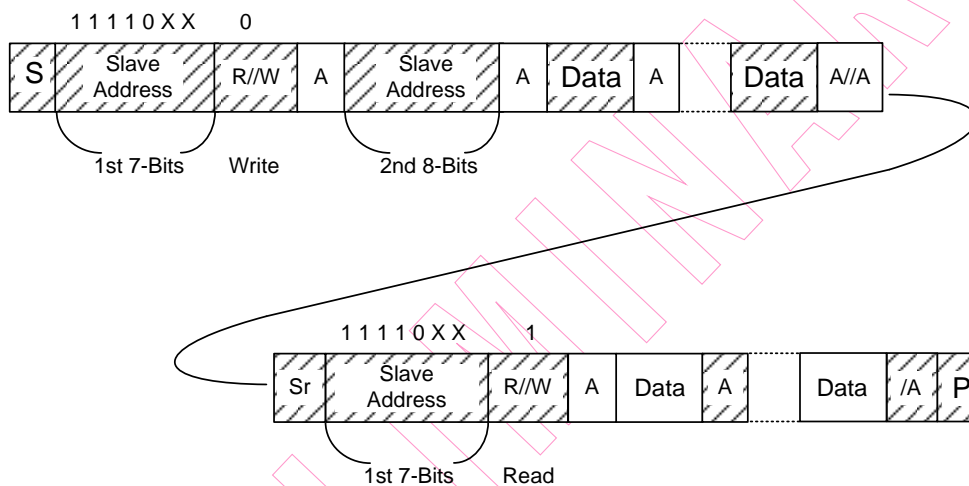 1 1 1 1 0 X X 0
S Slave Address R//W A Slave Address A Data A Data A//A
1st 7-Bits Write 2nd 8-Bits
1 1 1 1 0 X X 1
Sr Slave Address R//W A Data A Data /A P
1st 7-Bits Read